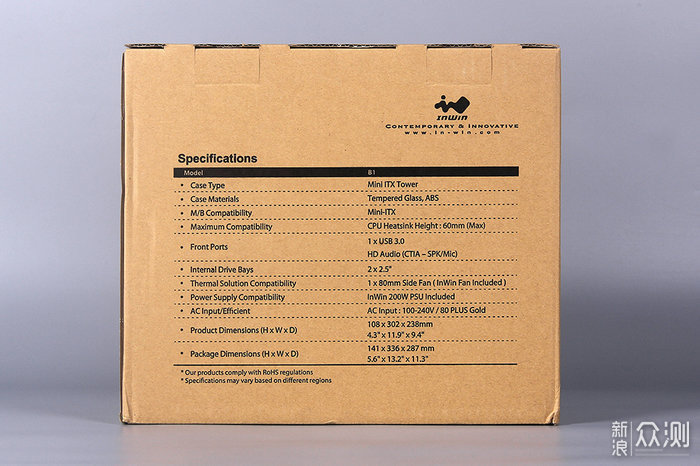 InWin
CONTEMPORARY & INNOVATIVE
www.in-win.com
Specifications
Model B1
* Case Type Mini ITX Tower
* Case Materials Tempered Glass, ABS
* M/B Compatibility Mini-ITX
* Maximum Compatibility CPU Heatsink Height : 60mm (Max)
* Front Ports 1 x USB 3.0
HD Audio (CTIA – SPK/Mic)
* Internal Drive Bays 2 x 2.5"
* Thermal Solution Compatibility 1 x 80mm Side Fan ( InWin Fan Included )
* Power Supply Compatibility InWin 200W PSU Included
* AC Input/Efficient AC Input : 100-240V / 80 PLUS Gold
* Product Dimensions (H x W x D) 108 x 302 x 238mm
4.3" x 11.9" x 9.4"
* Package Dimensions (H x W x D) 141 x 336 x 287 mm
5.6" x 13.2" x 11.3"
* Our products comply with RoHS regulations
* Specifications may vary based on different regions
新浪 众测